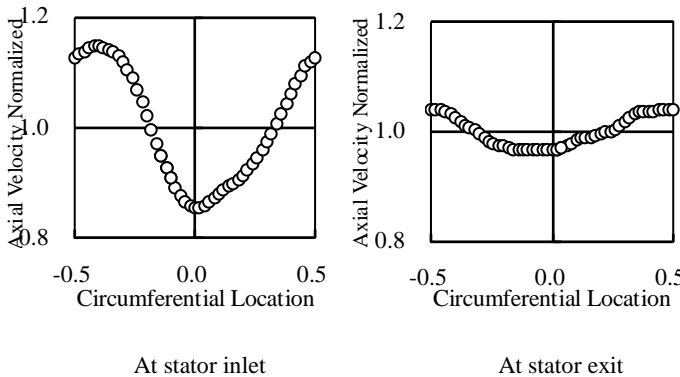 Axial Velocity Normalized
1.2
1.0
0.8
-0.5 0.0 0.5
Circumferential Location
At stator inlet
Axial Velocity Normalized
1.2
1.0
0.8
-0.5 0.0 0.5
Circumferential Location
At stator exit